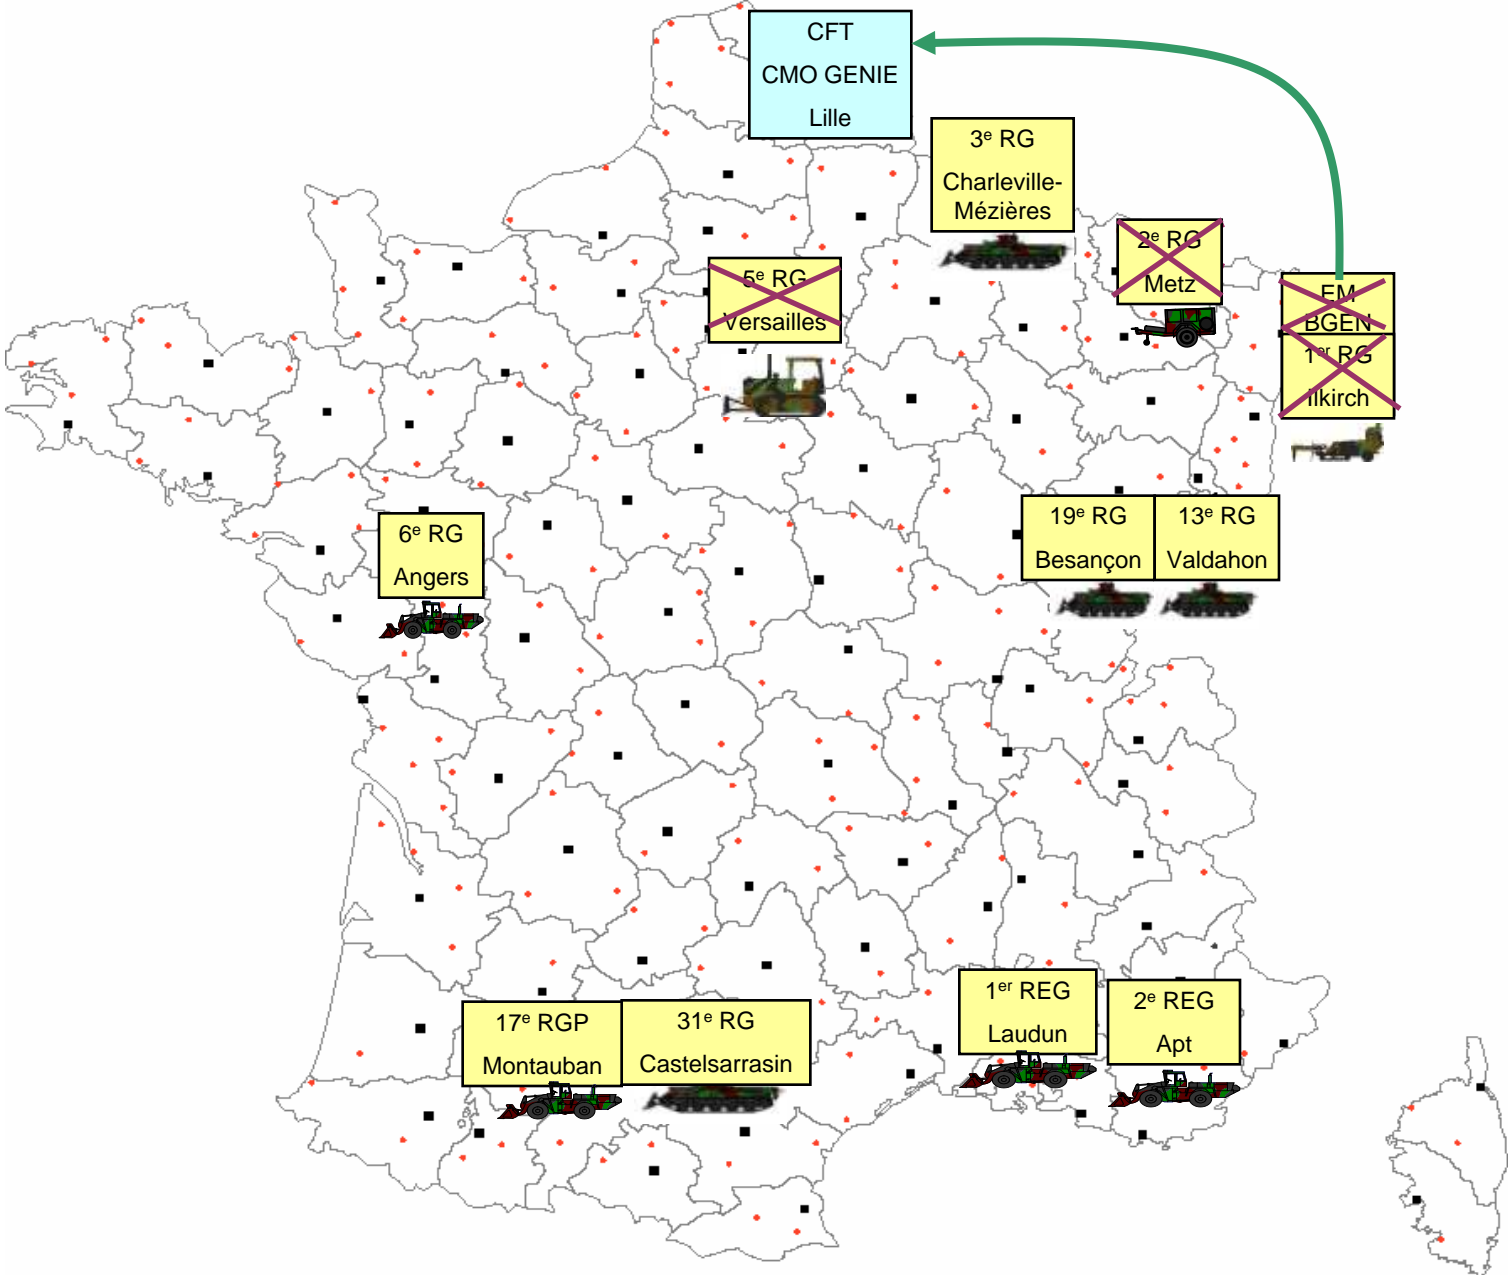 CFT
CMO GENIE
Lille
3e RG
Charleville-
Mézières
2e RG
Metz
5e RG
Versailles
EM
BGEN
1er RG
Ilkirch
19e RG
Besançon
13e RG
Valdahon
6e RG
Angers
1er REG
Laudun
2e REG
Apt
17e RGP
Montauban
31e RG
Castelsarrasin